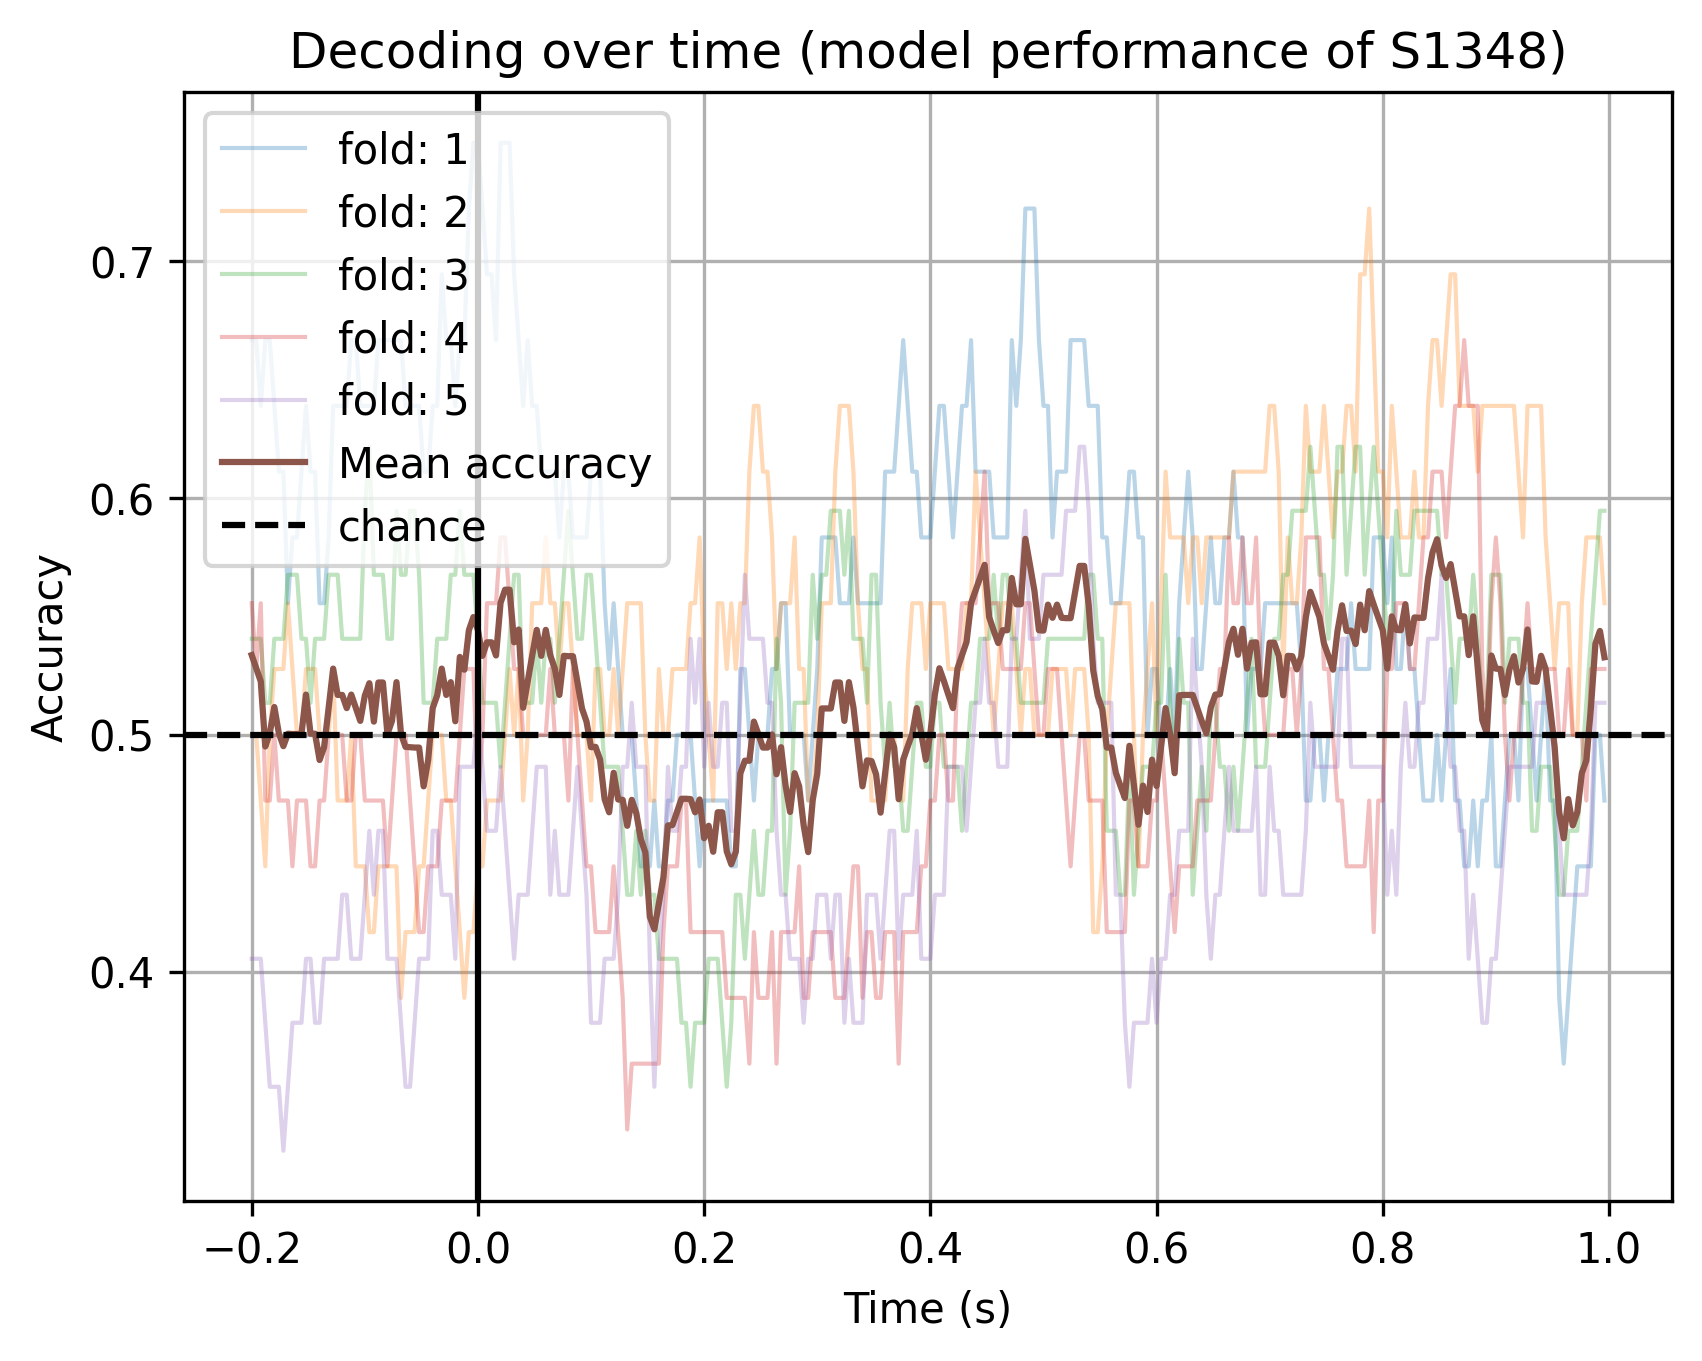 Decoding over time (model performance of S1348)
fold: 1
fold: 2
fold: 3
fold: 4
fold: 5
Mean accuracy
chance
Accuracy
0.7
0.6
0.5
0.4
−0.2 0.0 0.2 0.4 0.6 0.8 1.0
Time (s)